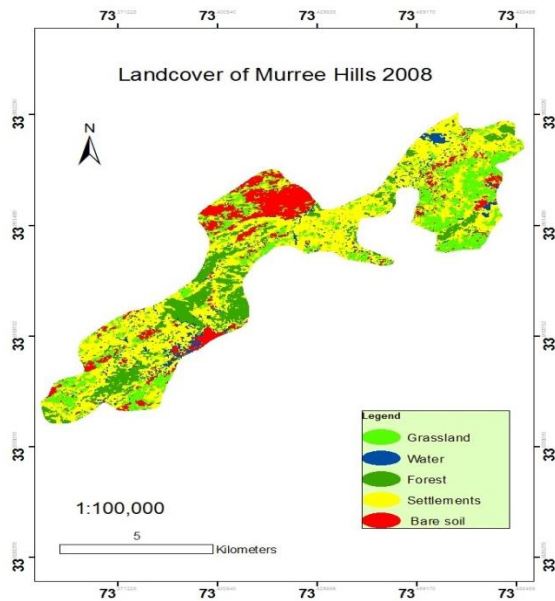 73 73 73 73 73
Landcover of Murree Hills 2008
N
33
33
33
33
33
33
33
33
33
33
Legend
Grassland
Water
Forest
Settlements
Bare soil
1:100,000
5
Kilometers
73 73 73 73 73